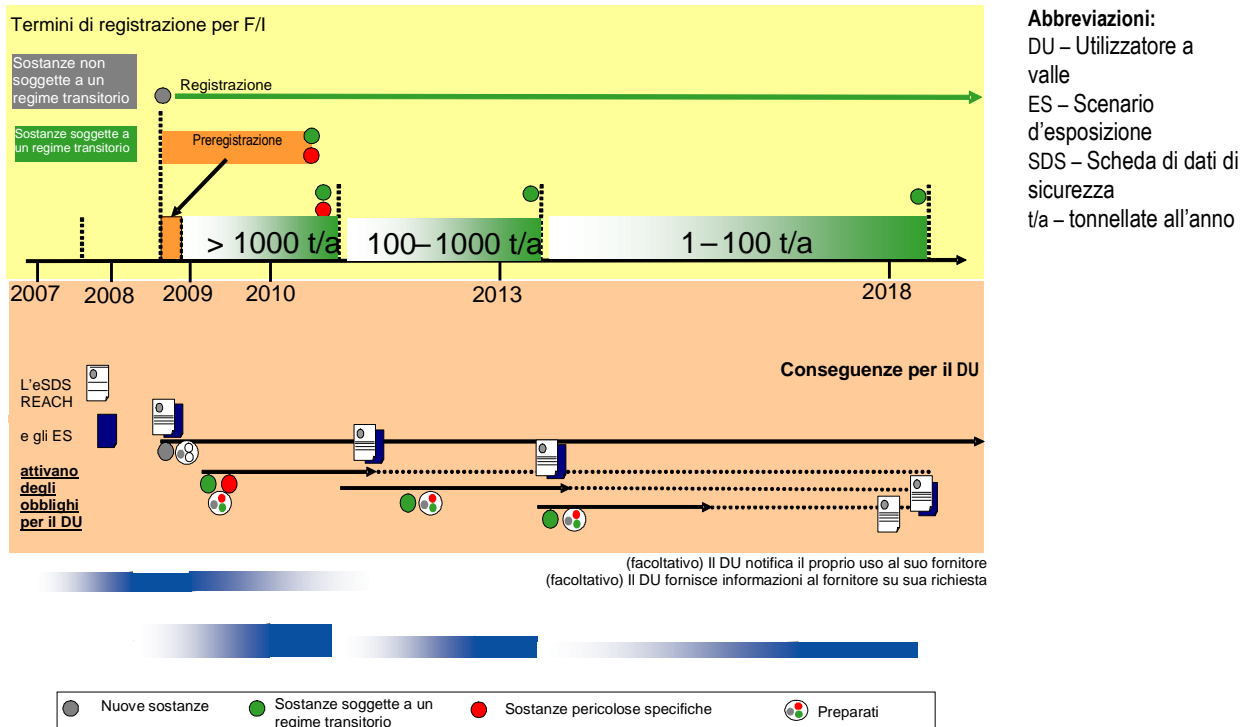 Termini di registrazione per F/I
Sostanze non
soggette a un
regime transitorio
Registrazione
Sostanze soggette a
un regime transitorio
Preregistrazione
> 1000 t/a
100–1000 t/a
1–100 t/a
2007
2008
2009
2010
2013
2018
Conseguenze per il DU
L'eSDS
REACH
e gli ES
attivano
degli
obblighi
per il DU
(facoltativo) Il DU notifica il proprio uso al suo fornitore
(facoltativo) Il DU fornisce informazioni al fornitore su sua richiesta
Nuove sostanze
Sostanze soggette a un
regime transitorio
Sostanze pericolose specifiche
Preparati
Abbreviazioni:
DU – Utilizzatore a
valle
ES – Scenario
d'esposizione
SDS – Scheda di dati di
sicurezza
t/a – tonnellate all'anno